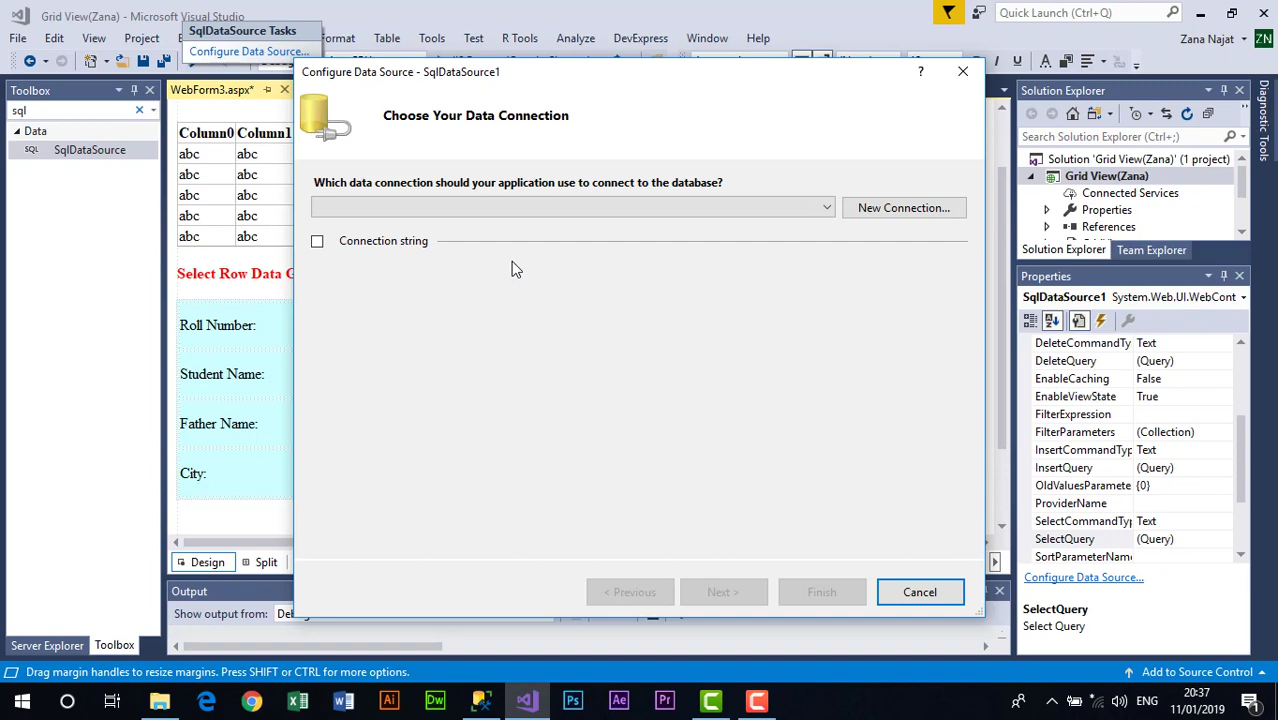 Grid View(Zana) - Microsoft Visual Studio
Quick Launch (Ctrl+Q)
SqlDataSource Tasks
Configure Data Source...
File Edit View Project
Format Table Tools Test R Tools Analyze DevExpress Window Help
Zana Najat
ZN
Toolbox
sql
Data
SQL SqlDataSource
WebForm3.aspx*
Column0 Column1
abc abc
abc abc
abc abc
abc abc
abc abc
Select Row Data G
Roll Number:
Student Name:
Father Name:
City:
Design Split
Output
Show output from:
Configure Data Source - SqlDataSource1
?
Choose Your Data Connection
Which data connection should your application use to connect to the database?
New Connection...
Connection string
< Previous Next > Finish Cancel
Solution Explorer
Search Solution Explorer (Ctrl+;)
Solution 'Grid View(Zana)' (1 project)
Grid View(Zana)
Connected Services
Properties
References
Solution Explorer Team Explorer
Properties
SqlDataSource1 System.Web.UI.WebCont
DeleteCommandTy Text
DeleteQuery (Query)
EnableCaching False
EnableViewState True
FilterExpression
FilterParameters (Collection)
InsertCommandTyp Text
InsertQuery (Query)
OldValuesParamete {0}
ProviderName
SelectCommandTyp Text
SelectQuery (Query)
SortParameterName
Configure Data Source...
SelectQuery
Select Query
Diagnostic Tools
Server Explorer Toolbox
Drag margin handles to resize margins. Press SHIFT or CTRL for more options.
Add to Source Control
Ai Dw Ps Ae Pr
ENG
20:37
11/01/2019